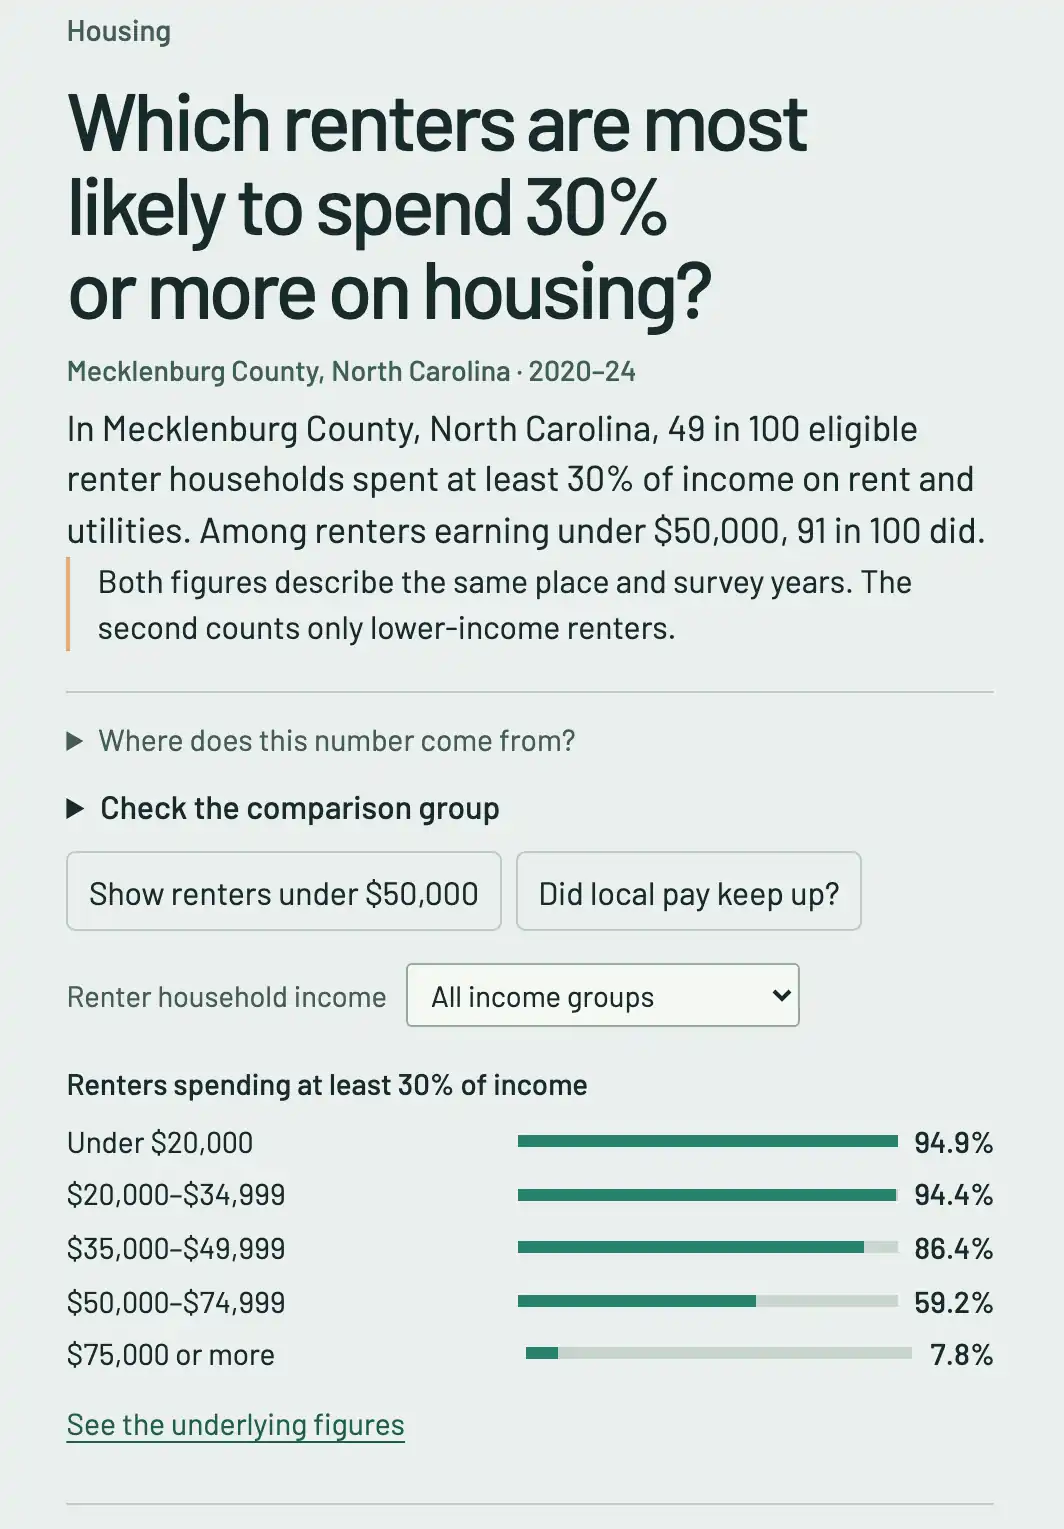 Housing
Which renters are most
likely to spend 30%
or more on housing?
Mecklenburg County, North Carolina · 2020–24
In Mecklenburg County, North Carolina, 49 in 100 eligible
renter households spent at least 30% of income on rent and
utilities. Among renters earning under $50,000, 91 in 100 did.
Both figures describe the same place and survey years. The
second counts only lower-income renters.
Where does this number come from?
Check the comparison group
Show renters under $50,000
Did local pay keep up?
Renter household income
All income groups
Renters spending at least 30% of income
Under $20,000 94.9%
$20,000–$34,999 94.4%
$35,000–$49,999 86.4%
$50,000–$74,999 59.2%
$75,000 or more 7.8%
See the underlying figures